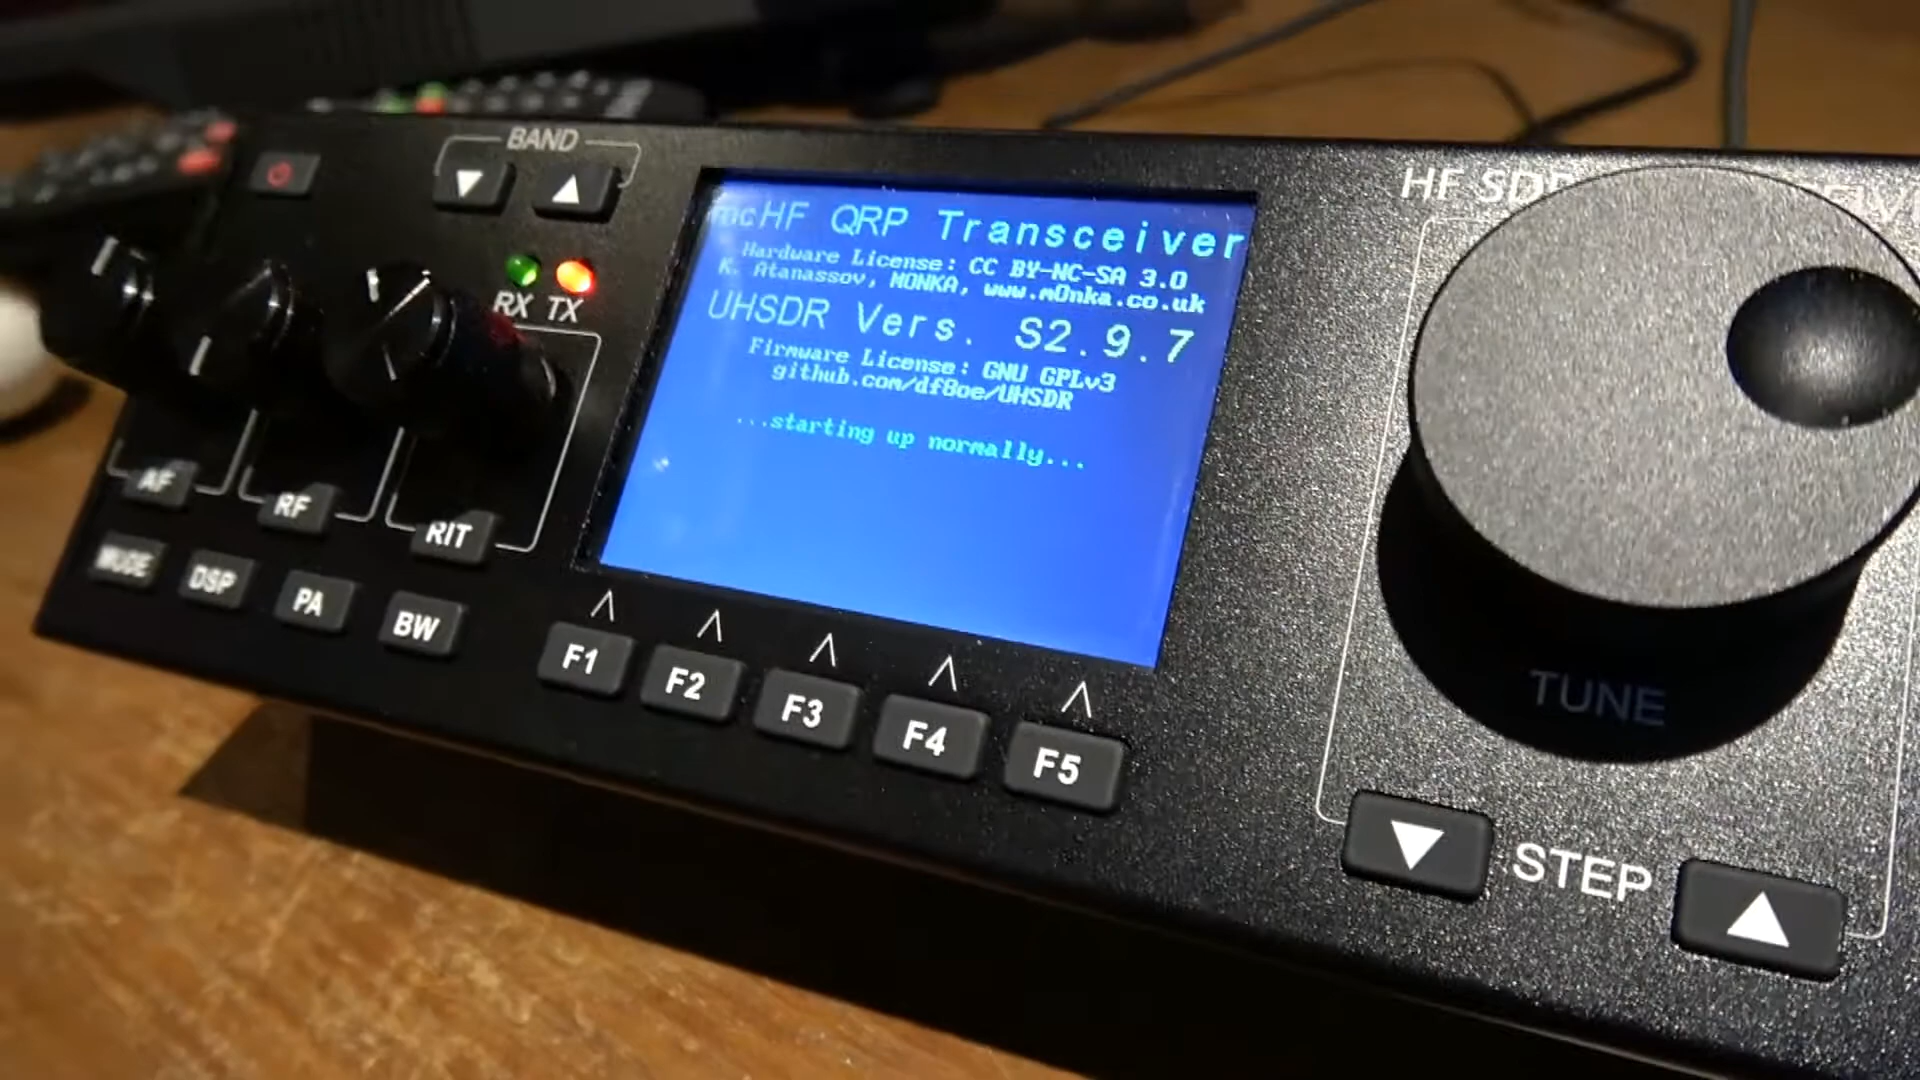 BAND
HF SDR
RX TX
mcHF QRP Transceiver
Hardware License: CC BY-NC-SA 3.0
K. Atanassov, M0NKA, www.m0nka.co.uk
UHSDR Vers. S2.9.7
Firmware License: GNU GPLv3
github.com/df8oe/UHSDR
...starting up normally...
AF
RF
RIT
MODE
DSP
PA
BW
F1
F2
F3
F4
F5
TUNE
STEP